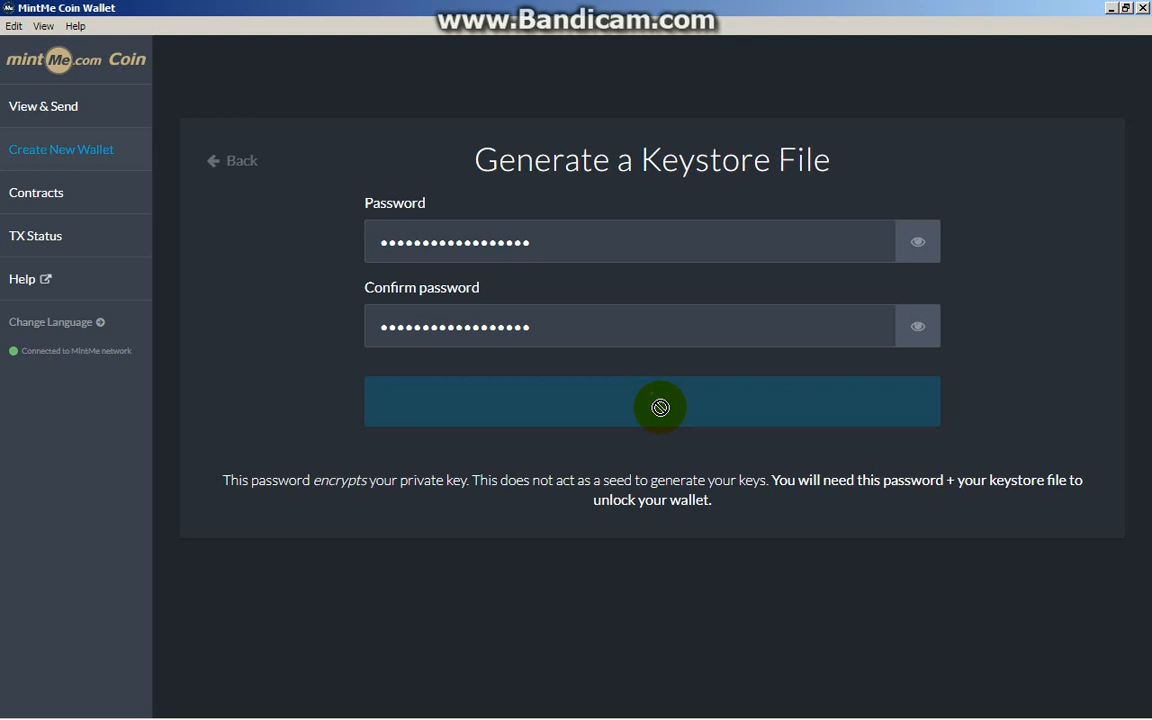 MintMe Coin Wallet
www.Bandicam.com
Edit View Help
mintMe.com Coin
View & Send
Create New Wallet
Contracts
TX Status
Help
Change Language
Connected to MintMe network
Back
Generate a Keystore File
Password
••••••••••••••••••
Confirm password
••••••••••••••••••
This password encrypts your private key. This does not act as a seed to generate your keys. You will need this password + your keystore file to
unlock your wallet.